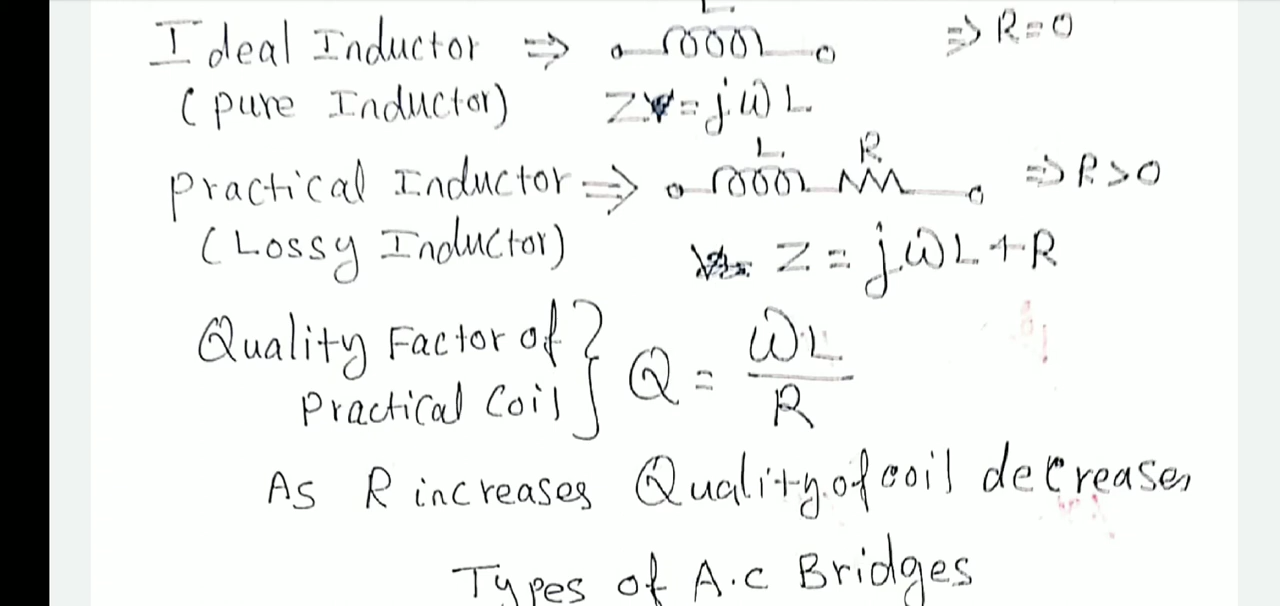 Ideal Inductor ⇒ L ⇒ R=0
(pure Inductor) Z = jωL
Practical Inductor ⇒ L R ⇒ R>0
(Lossy Inductor) Z = jωL+R
Quality Factor of } Q = ωL/R
Practical Coil
As R increases Quality of coil decreases
Types of A.C Bridges